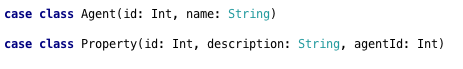 case class Agent(id: Int, name: String)
case class Property(id: Int, description: String, agentId: Int)